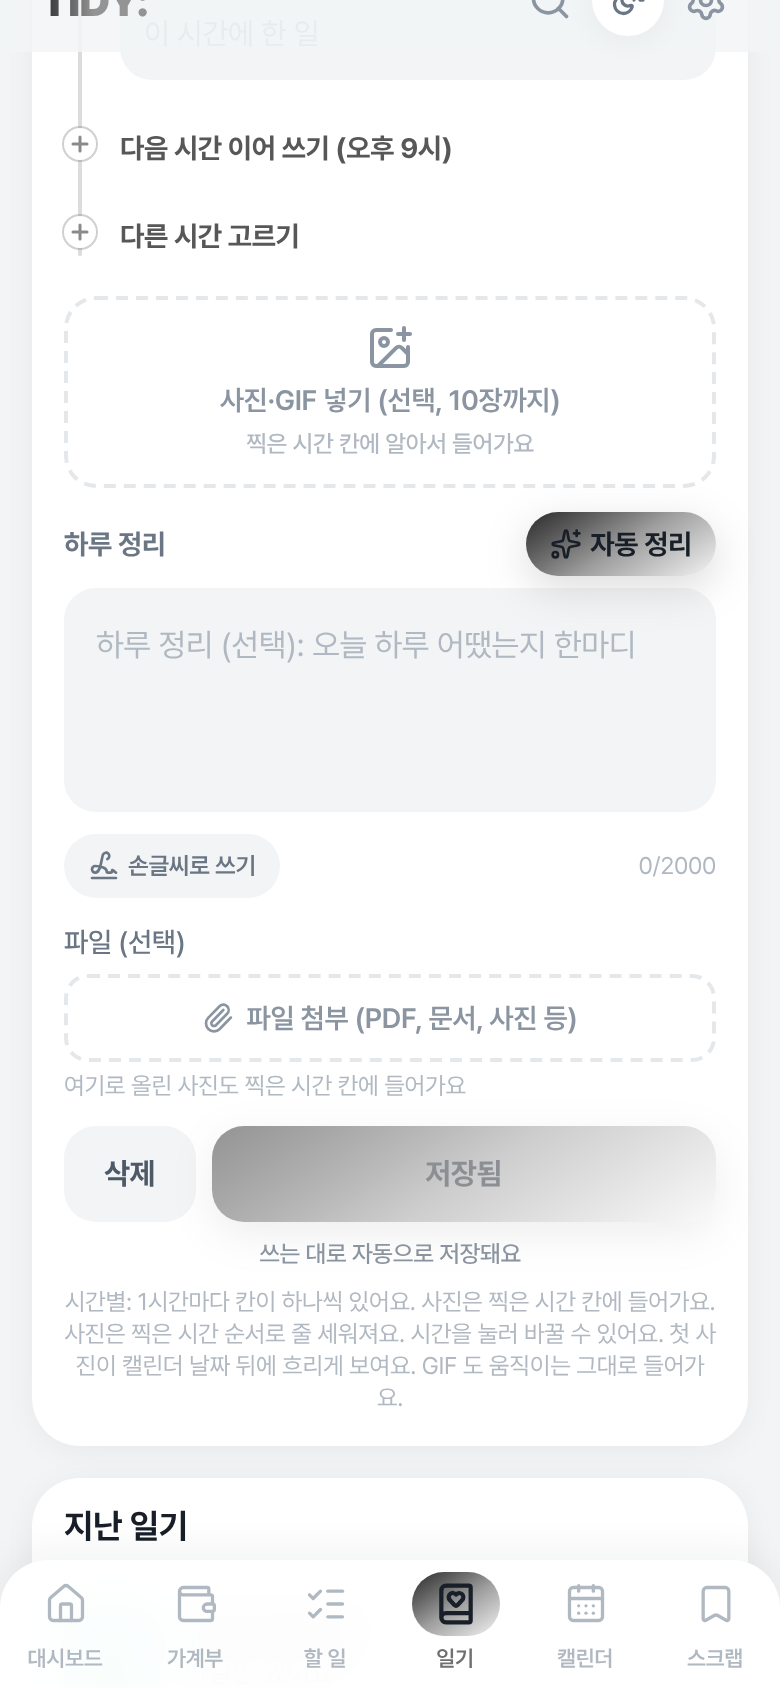 TIDY:
이 시간에 한 일
다음 시간 이어 쓰기 (오후 9시)
다른 시간 고르기
사진·GIF 넣기 (선택, 10장까지)
찍은 시간 칸에 알아서 들어가요
하루 정리
자동 정리
하루 정리 (선택): 오늘 하루 어땠는지 한마디
손글씨로 쓰기
0/2000
파일 (선택)
파일 첨부 (PDF, 문서, 사진 등)
여기로 올린 사진도 찍은 시간 칸에 들어가요
삭제
저장됨
쓰는 대로 자동으로 저장돼요
시간별: 1시간마다 칸이 하나씩 있어요. 사진은 찍은 시간 칸에 들어가요.
사진은 찍은 시간 순서로 줄 세워져요. 시간을 눌러 바꿀 수 있어요. 첫 사
진이 캘린더 날짜 뒤에 흐리게 보여요. GIF 도 움직이는 그대로 들어가
요.
지난 일기
대시보드
가계부
할 일
일기
캘린더
스크랩